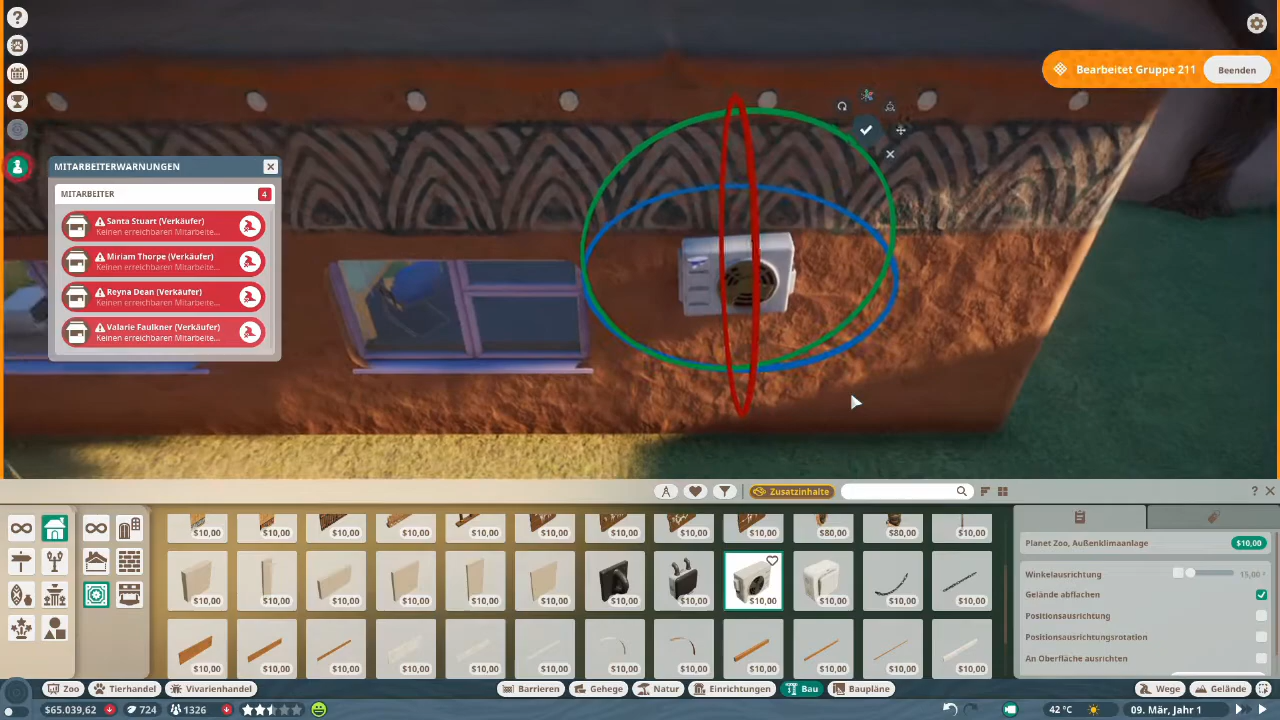 Bearbeitet Gruppe 211
Beenden
MITARBEITERWARNUNGEN
MITARBEITER
4
Santa Stuart (Verkäufer)
Keinen erreichbaren Mitarbeite...
Miriam Thorpe (Verkäufer)
Keinen erreichbaren Mitarbeite...
Reyna Dean (Verkäufer)
Keinen erreichbaren Mitarbeite...
Valarie Faulkner (Verkäufer)
Keinen erreichbaren Mitarbeite...
Zusatzinhalte
?
$10,00 $10,00 $10,00 $10,00 $10,00 $10,00 $10,00 $10,00 $10,00 $80,00 $80,00 $10,00
$10,00 $10,00 $10,00 $10,00 $10,00 $10,00 $10,00 $10,00 $10,00 $10,00 $10,00 $10,00
$10,00 $10,00 $10,00 $10,00 $10,00 $10,00 $10,00 $10,00 $10,00 $10,00 $10,00 $10,00
Planet Zoo, Außenklimaanlage $10,00
Winkelausrichtung 15,00 °
Gelände abflachen
Positionsausrichtung
Positionsausrichtungsrotation
An Oberfläche ausrichten
Zoo Tierhandel Vivarienhandel Barrieren Gehege Natur Einrichtungen Bau Baupläne Wege Gelände
$65.039,62 724 1326 42 °C 09. Mär, Jahr 1